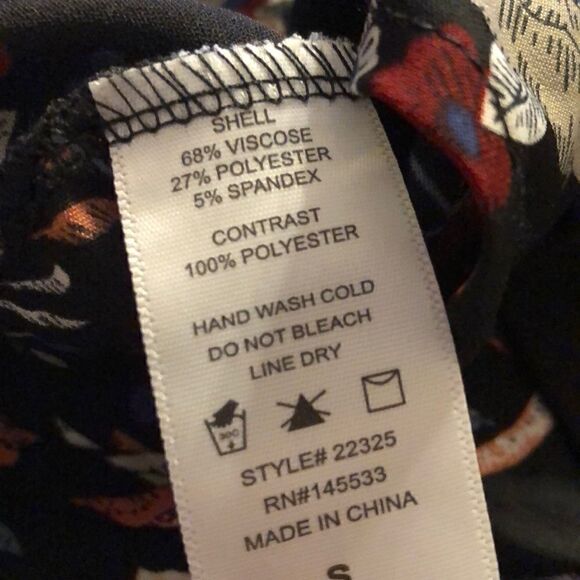 SHELL
68% VISCOSE
27% POLYESTER
5% SPANDEX
CONTRAST
100% POLYESTER
HAND WASH COLD
DO NOT BLEACH
LINE DRY
STYLE# 22325
RN#145533
MADE IN CHINA
S